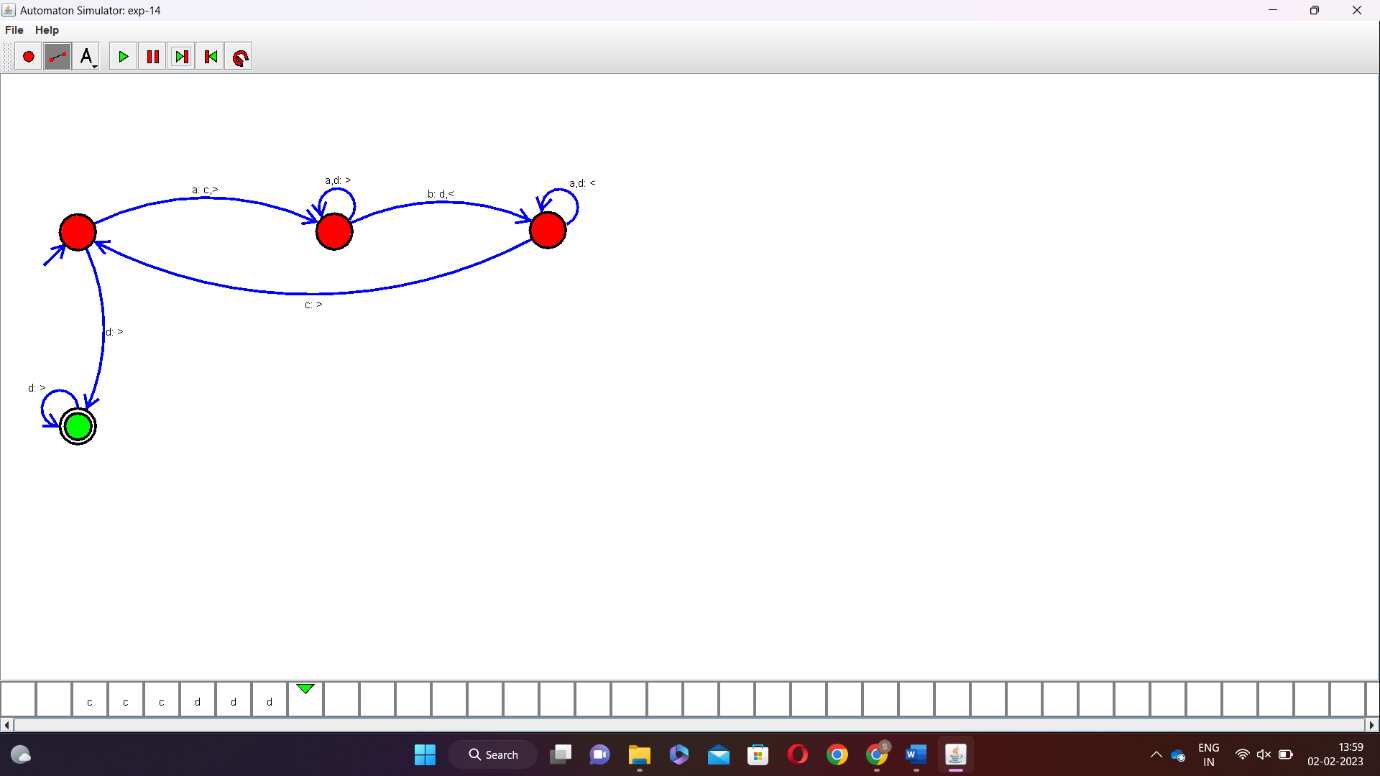 Automaton Simulator: exp-14
File Help
A
a: c,>
a,d: >
b: d,<
a,d: <
c: >
d: >
d: >
c c c d d d
Search
S
W
ENG
IN
13:59
02-02-2023